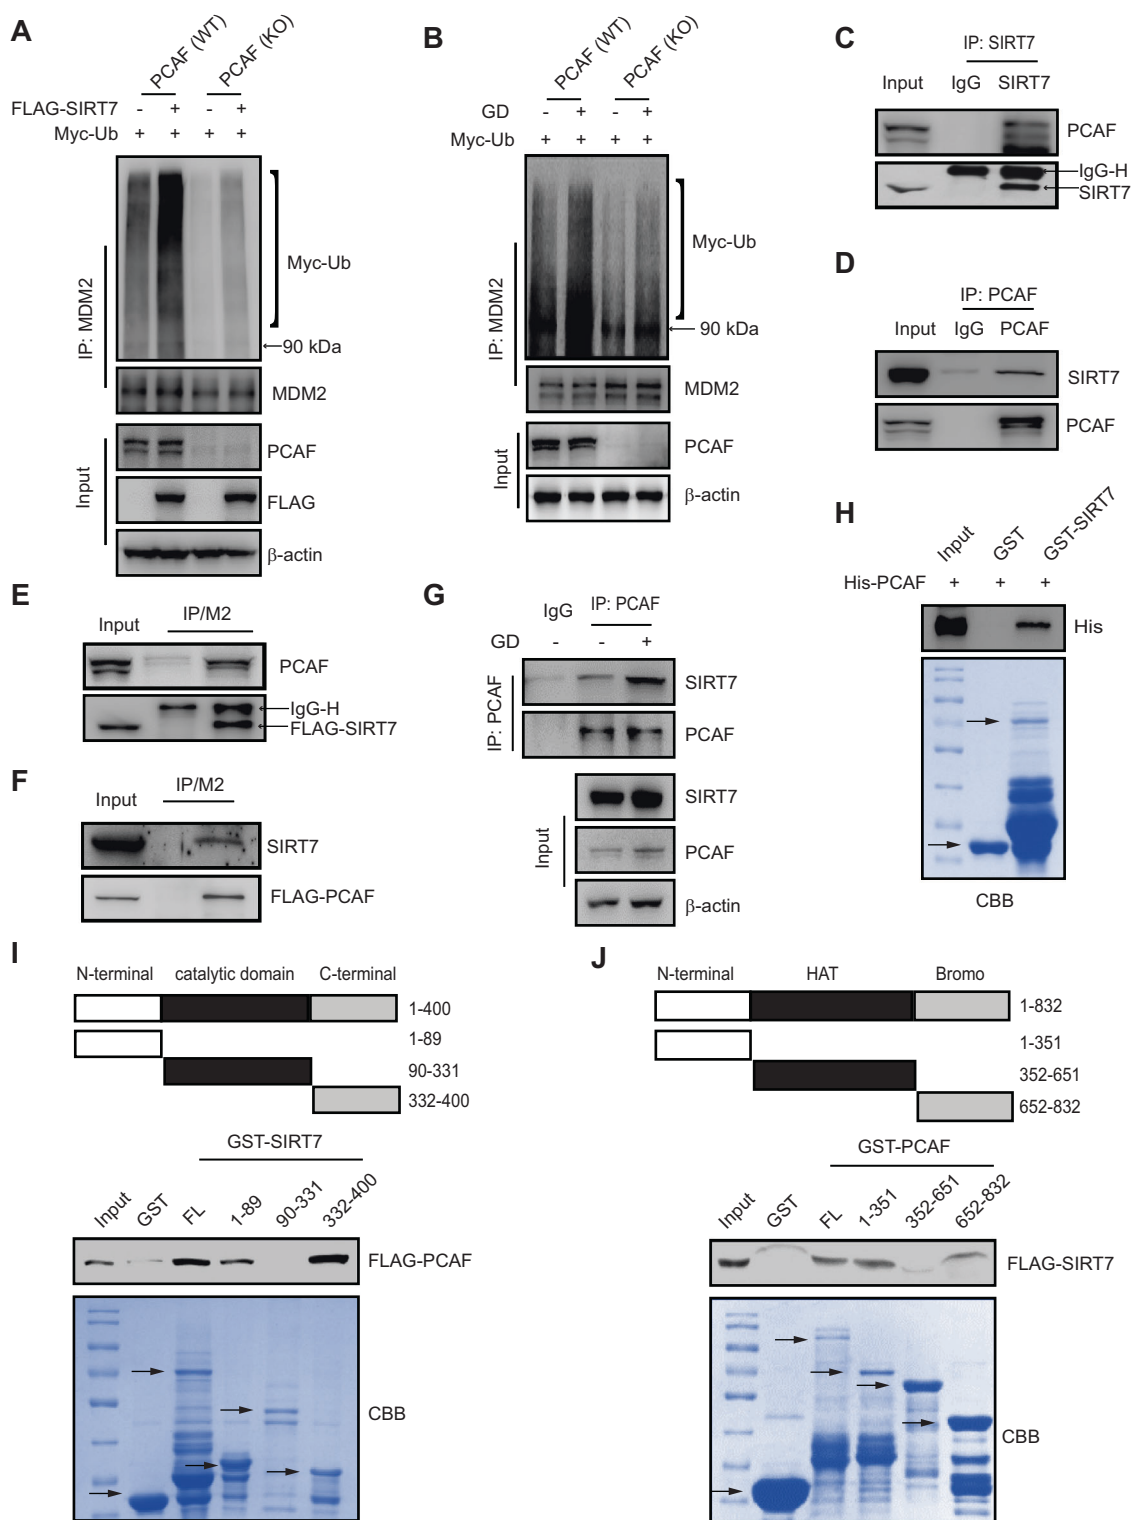 A
PCAF (WT)
PCAF (KO)
FLAG-SIRT7 - + - +
Myc-Ub + + + +
IP: MDM2
Myc-Ub
90 kDa
MDM2
Input
PCAF
FLAG
β-actin
B
PCAF (WT)
PCAF (KO)
GD - + - +
Myc-Ub + + + +
IP: MDM2
Myc-Ub
90 kDa
MDM2
Input
PCAF
β-actin
C
IP: SIRT7
Input IgG SIRT7
PCAF
IgG-H
SIRT7
D
IP: PCAF
Input IgG PCAF
SIRT7
PCAF
E
IP/M2
Input
PCAF
IgG-H
FLAG-SIRT7
F
IP/M2
Input
SIRT7
FLAG-PCAF
G
IgG IP: PCAF
GD - - +
IP: PCAF
SIRT7
PCAF
Input
SIRT7
PCAF
β-actin
H
Input GST GST-SIRT7
His-PCAF + + +
His
CBB
I
N-terminal catalytic domain C-terminal
1-400
1-89
90-331
332-400
GST-SIRT7
Input GST FL 1-89 90-331 332-400
FLAG-PCAF
CBB
J
N-terminal HAT Bromo
1-832
1-351
352-651
652-832
GST-PCAF
Input GST FL 1-351 352-651 652-832
FLAG-SIRT7
CBB